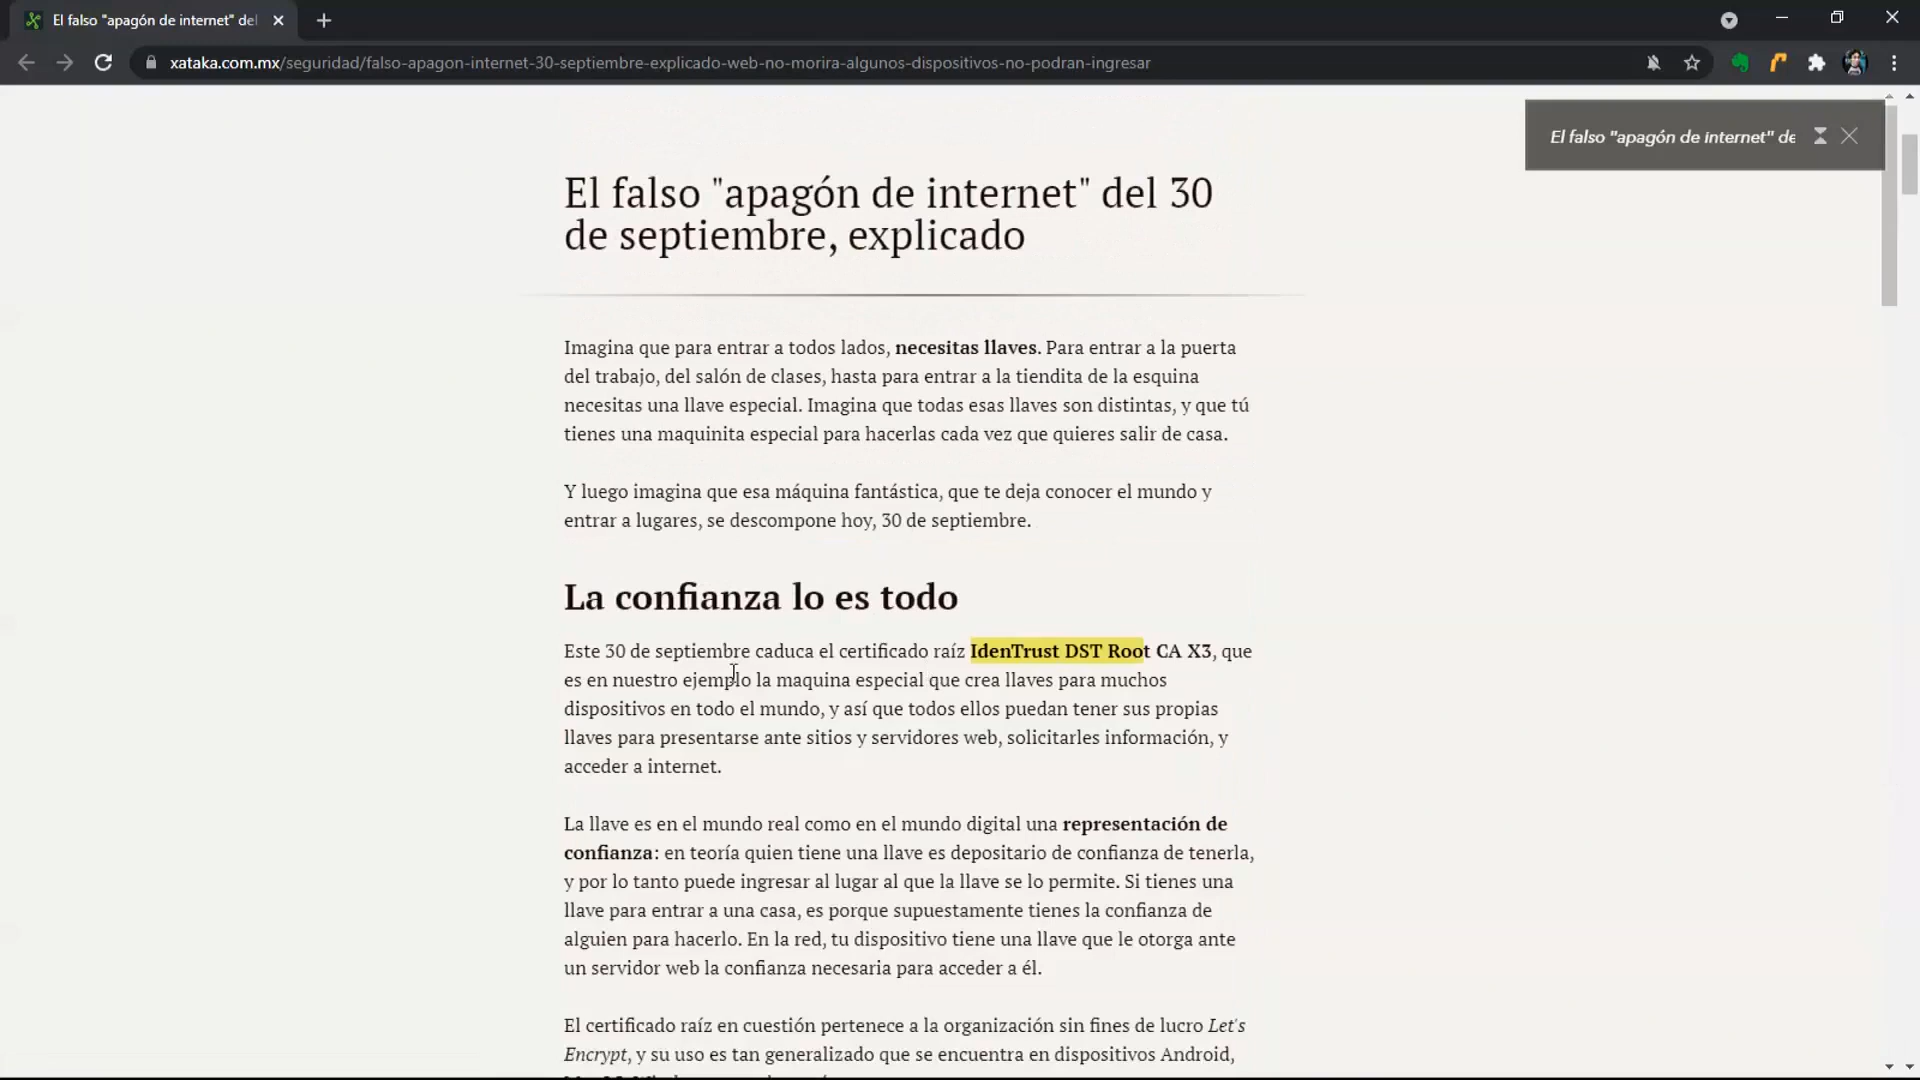 El falso "apagón de internet" del
xataka.com.mx/seguridad/falso-apagon-internet-30-septiembre-explicado-web-no-morira-algunos-dispositivos-no-podran-ingresar
El falso "apagón de internet" de
El falso "apagón de internet" del 30
de septiembre, explicado
Imagina que para entrar a todos lados, necesitas llaves. Para entrar a la puerta
del trabajo, del salón de clases, hasta para entrar a la tiendita de la esquina
necesitas una llave especial. Imagina que todas esas llaves son distintas, y que tú
tienes una maquinita especial para hacerlas cada vez que quieres salir de casa.
Y luego imagina que esa máquina fantástica, que te deja conocer el mundo y
entrar a lugares, se descompone hoy, 30 de septiembre.
La confianza lo es todo
Este 30 de septiembre caduca el certificado raíz IdenTrust DST Root CA X3, que
es en nuestro ejemplo la maquina especial que crea llaves para muchos
dispositivos en todo el mundo, y así que todos ellos puedan tener sus propias
llaves para presentarse ante sitios y servidores web, solicitarles información, y
acceder a internet.
La llave es en el mundo real como en el mundo digital una representación de
confianza: en teoría quien tiene una llave es depositario de confianza de tenerla,
y por lo tanto puede ingresar al lugar al que la llave se lo permite. Si tienes una
llave para entrar a una casa, es porque supuestamente tienes la confianza de
alguien para hacerlo. En la red, tu dispositivo tiene una llave que le otorga ante
un servidor web la confianza necesaria para acceder a él.
El certificado raíz en cuestión pertenece a la organización sin fines de lucro Let's
Encrypt, y su uso es tan generalizado que se encuentra en dispositivos Android,